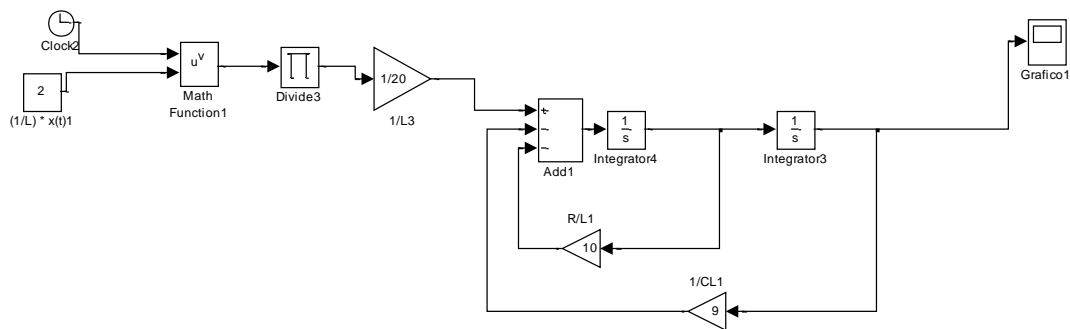 Clock2
2
(1/L) * x(t)1
u^v
Math
Function1
Divide3
1/20
1/L3
+
−
−
Add1
1
s
Integrator4
1
s
Integrator3
Grafico1
R/L1
10
1/CL1
9